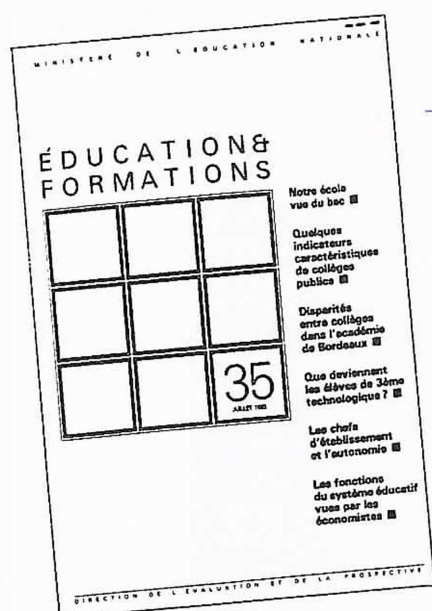 MINISTERE DE L'EDUCATION NATIONALE
ÉDUCATION&
FORMATIONS
Notre école
vue du bac
Quelques
indicateurs
caractéristiques
de collèges
publics
Disparités
entre collèges
dans l'académie
de Bordeaux
Que deviennent
les élèves de 3ème
technologique ?
Les chefs
d'établissement
et l'autonomie
Les fonctions
du système éducatif
vues par les
économistes
35
JUILLET
DIRECTION DE L'EVALUATION ET DE LA PROSPECTIVE